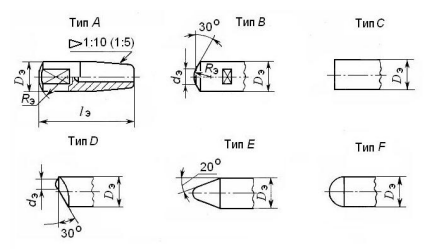 Тип A
Тип B
Тип C
1:10 (1:5)
30°
Dэ
Rэ
lэ
dэ
Rэ
Dэ
Dэ
Тип D
Тип E
Тип F
dэ
Dэ
30°
20°
Dэ
Dэ